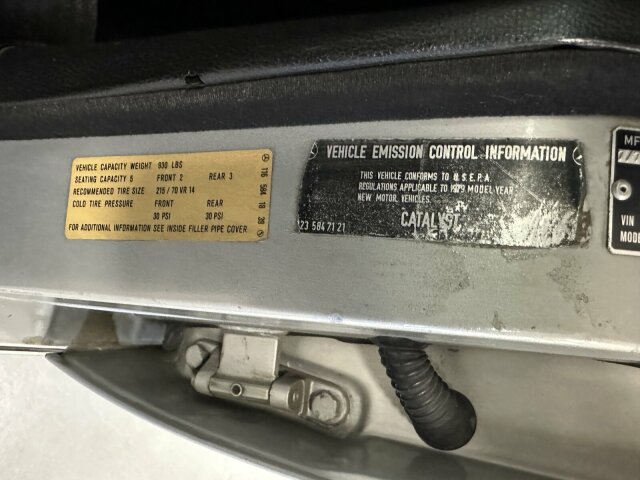 VEHICLE CAPACITY WEIGHT 930 LBS
SEATING CAPACITY 5 FRONT 2 REAR 3
RECOMMENDED TIRE SIZE 215 / 70 VR 14
COLD TIRE PRESSURE FRONT REAR
30 PSI 30 PSI
FOR ADDITIONAL INFORMATION SEE INSIDE FILLER PIPE COVER
116 584 18 39
VEHICLE EMISSION CONTROL INFORMATION
THIS VEHICLE CONFORMS TO U.S.E.P.A.
REGULATIONS APPLICABLE TO 1979 MODEL YEAR
NEW MOTOR VEHICLES.
CATALYST
23 584 71 21
MF
VIN
MODE